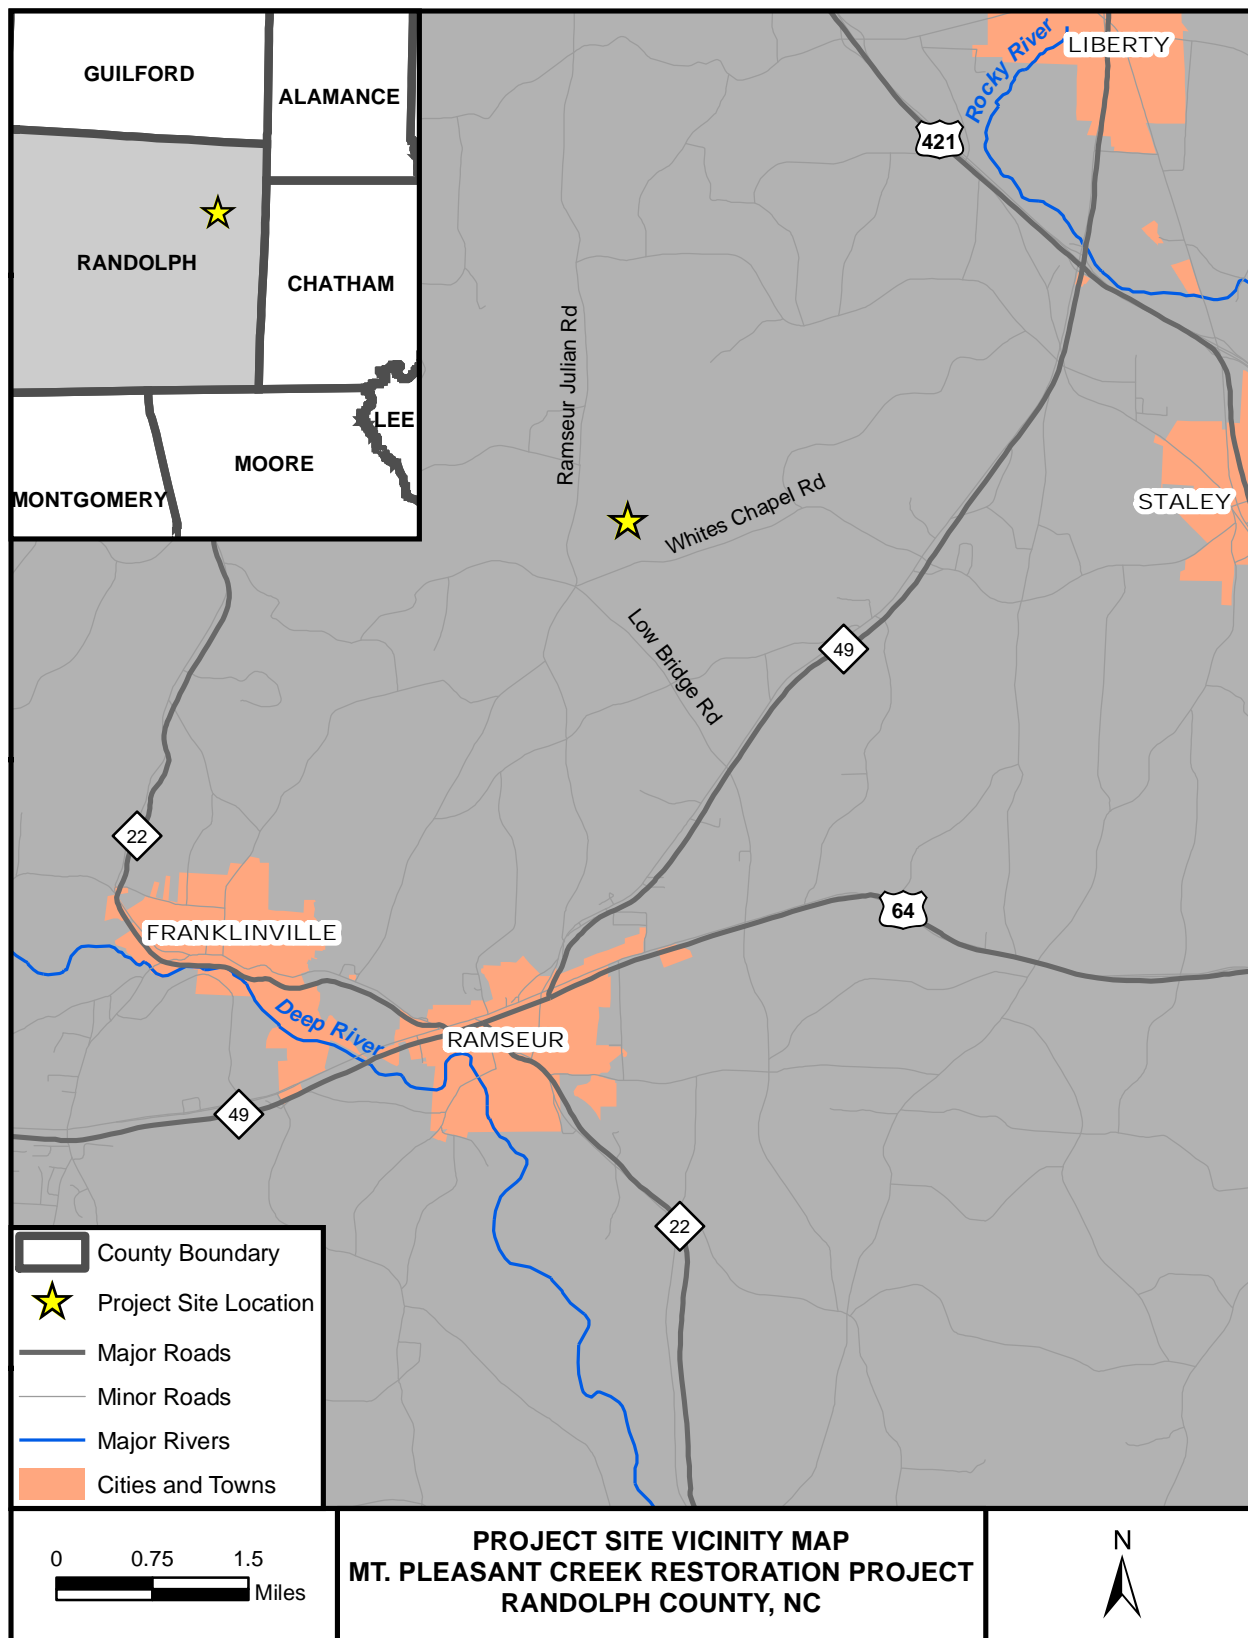 GUILFORD
ALAMANCE
RANDOLPH
CHATHAM
LEE
MOORE
MONTGOMERY
Rocky River
LIBERTY
421
Ramseur Julian Rd
Whites Chapel Rd
STALEY
Low Bridge Rd
49
22
64
FRANKLINVILLE
Deep River
RAMSEUR
49
22
County Boundary
Project Site Location
Major Roads
Minor Roads
Major Rivers
Cities and Towns
0 0.75 1.5
Miles
PROJECT SITE VICINITY MAP
MT. PLEASANT CREEK RESTORATION PROJECT
RANDOLPH COUNTY, NC
N